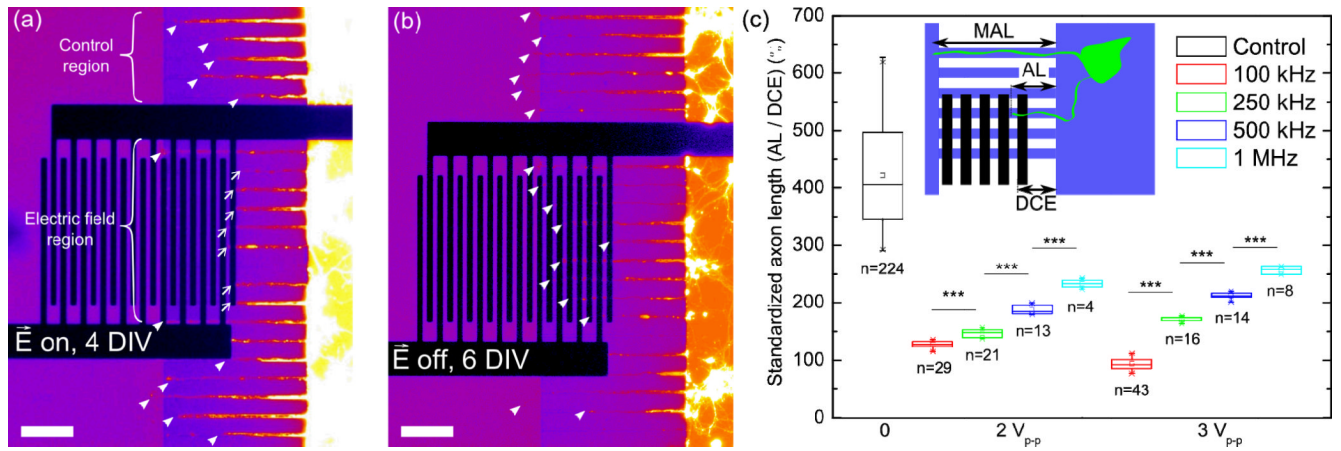 (a)
Control
region
Electric field
region
E on, 4 DIV
(b)
E off, 6 DIV
(c)
Standardized axon length (AL / DCE)
700
600
500
400
300
200
100
0
MAL
AL
DCE
Control
100 kHz
250 kHz
500 kHz
1 MHz
n=224
***
***
***
n=29
n=21
n=13
n=4
***
***
***
n=43
n=16
n=14
n=8
0
2 Vp-p
3 Vp-p